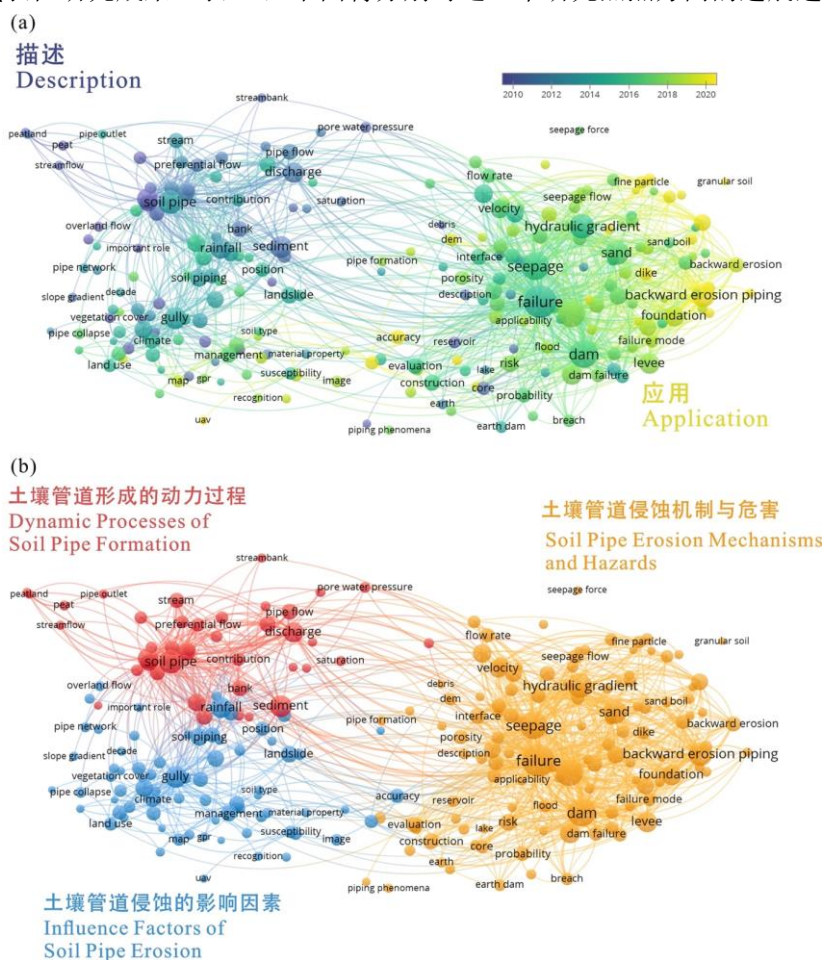 (a)
描述
Description
2010 2012 2014 2016 2018 2020
streambank
peatland
pipe outlet
peat
stream
pore water pressure
seepage force
streamflow
preferential flow
pipe flow
discharge
flow rate
fine particle
granular soil
soil pipe
contribution
saturation
velocity
seepage flow
overland flow
bank
debris
hydraulic gradient
important role
rainfall
sediment
dem
interface
sand
sand boil
pipe network
soil piping
position
pipe formation
seepage
porosity
dike
backward erosion
slope gradient
decade
landslide
description
failure
backward erosion piping
vegetation cover
gully
applicability
foundation
pipe collapse
climate
soil type
accuracy
reservoir
flood
failure mode
land use
management
material property
evaluation
lake
risk
dam
levee
map
gpr
susceptibility
image
construction
core
dam failure
recognition
earth
probability
应用
Application
uav
piping phenomena
earth dam
breach
(b)
土壤管道形成的动力过程
Dynamic Processes of
Soil Pipe Formation
土壤管道侵蚀机制与危害
Soil Pipe Erosion Mechanisms
and Hazards
streambank
peatland
pipe outlet
peat
stream
pore water pressure
seepage force
streamflow
preferential flow
pipe flow
discharge
flow rate
fine particle
granular soil
soil pipe
contribution
saturation
velocity
seepage flow
overland flow
bank
debris
hydraulic gradient
important role
rainfall
sediment
dem
interface
sand
sand boil
pipe network
soil piping
position
pipe formation
seepage
porosity
dike
backward erosion
slope gradient
decade
landslide
description
failure
backward erosion piping
vegetation cover
gully
applicability
foundation
pipe collapse
climate
soil type
accuracy
reservoir
flood
failure mode
land use
management
material property
evaluation
lake
risk
dam
levee
map
gpr
susceptibility
image
construction
core
dam failure
recognition
earth
probability
uav
piping phenomena
earth dam
breach
土壤管道侵蚀的影响因素
Influence Factors of
Soil Pipe Erosion